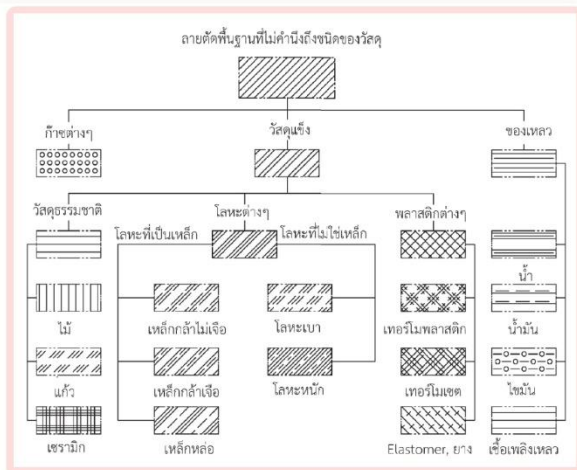 ลายตัดพื้นฐานที่ไม่คำนึงถึงชนิดของวัสดุ
ก๊าซต่างๆ
วัสดุแข็ง
ของเหลว
วัสดุธรรมชาติ
โลหะต่างๆ
พลาสติกต่างๆ
โลหะที่เป็นเหล็ก
โลหะที่ไม่ใช่เหล็ก
น้ำ
ไม้
เหล็กกล้าไม่เจือ
โลหะเบา
เทอร์โมพลาสติก
น้ำมัน
แก้ว
เหล็กกล้าเจือ
โลหะหนัก
เทอร์โมเซต
ไขมัน
เซรามิก
เหล็กหล่อ
Elastomer, ยาง
เชื้อเพลิงเหลว